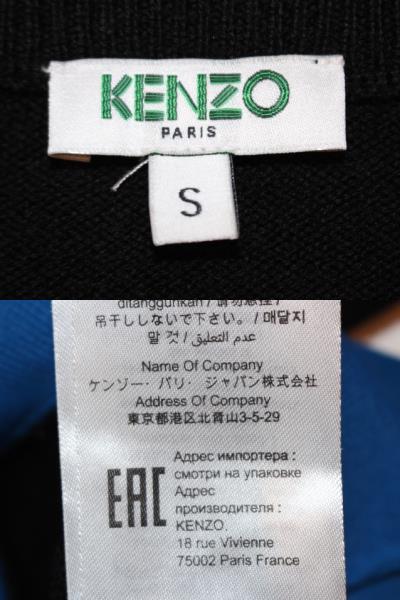 KENZO
PARIS
S
ditanggunkan / 请勿悬挂 /
吊干ししないで下さい。 / 매달지
말 것 / عدم التعليق
Name Of Company
ケンゾー・パリ・ジャパン株式会社
Address Of Company
東京都港区北青山3-5-29
EAC
Адрес импортера :
смотри на упаковке
Адрес
производителя :
KENZO.
18 rue Vivienne
75002 Paris France